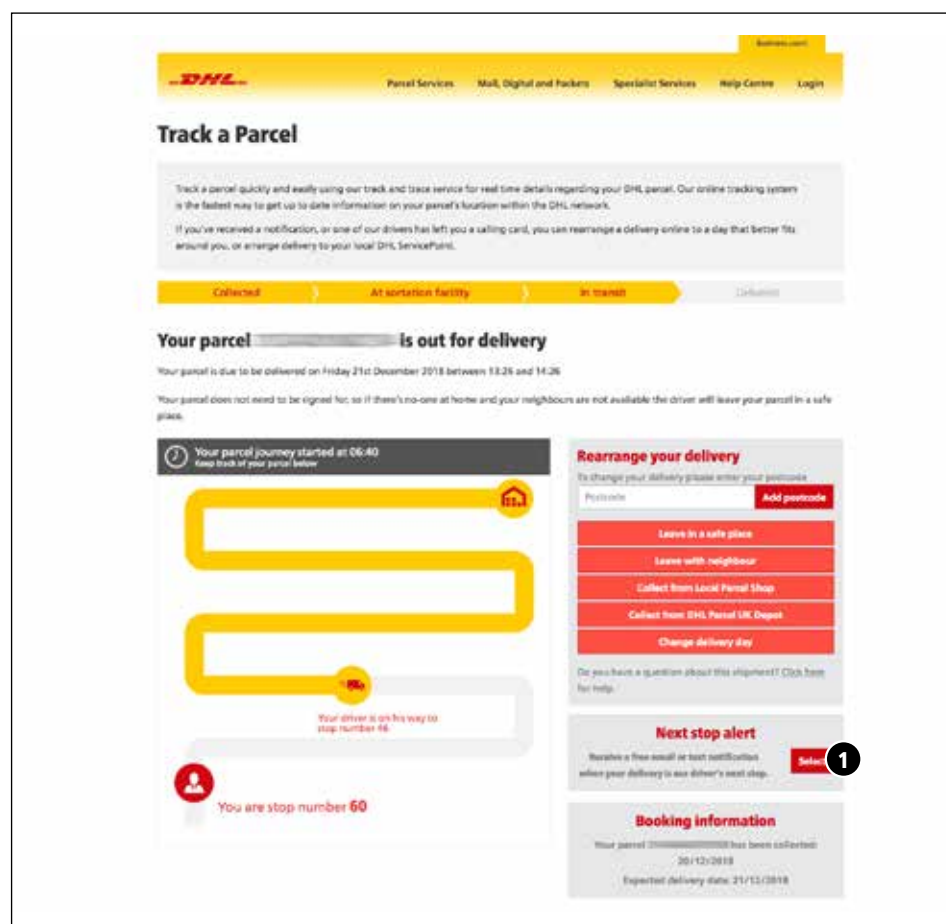 DHL
Parcel Services Mail, Digital and Packets Specialist Services Help Centre Login
Track a Parcel
Track a parcel quickly and easily using our track and trace service for real time details regarding your DHL parcel. Our online tracking system
is the fastest way to get up to date information on your parcel's location within the DHL network.
If you've received a notification, or one of our drivers has left you a calling card, you can rearrange a delivery online to a day that better fits
around you, or arrange delivery to your local DHL ServicePoint.
Collected At sortation facility In transit Delivered
Your parcel is out for delivery
Your parcel is due to be delivered on Friday 21st December 2018 between 13:26 and 14:26
Your parcel does not need to be signed for, so if there's no-one at home and your neighbours are not available the driver will leave your parcel in a safe
place.
Your parcel journey started at 06:40
Keep track of your parcel below
Your driver is on his way to
stop number 46
You are stop number 60
Rearrange your delivery
To change your delivery please enter your postcode
Postcode Add postcode
Leave in a safe place
Leave with neighbour
Collect from Local Parcel Shop
Collect from DHL Parcel UK Depot
Change delivery day
Do you have a question about this shipment? Click here
for help.
Next stop alert
Receive a free email or text notification
when your delivery is our driver's next stop.
Select
1
Booking information
Your parcel has been collected:
20/12/2018
Expected delivery date: 21/12/2018